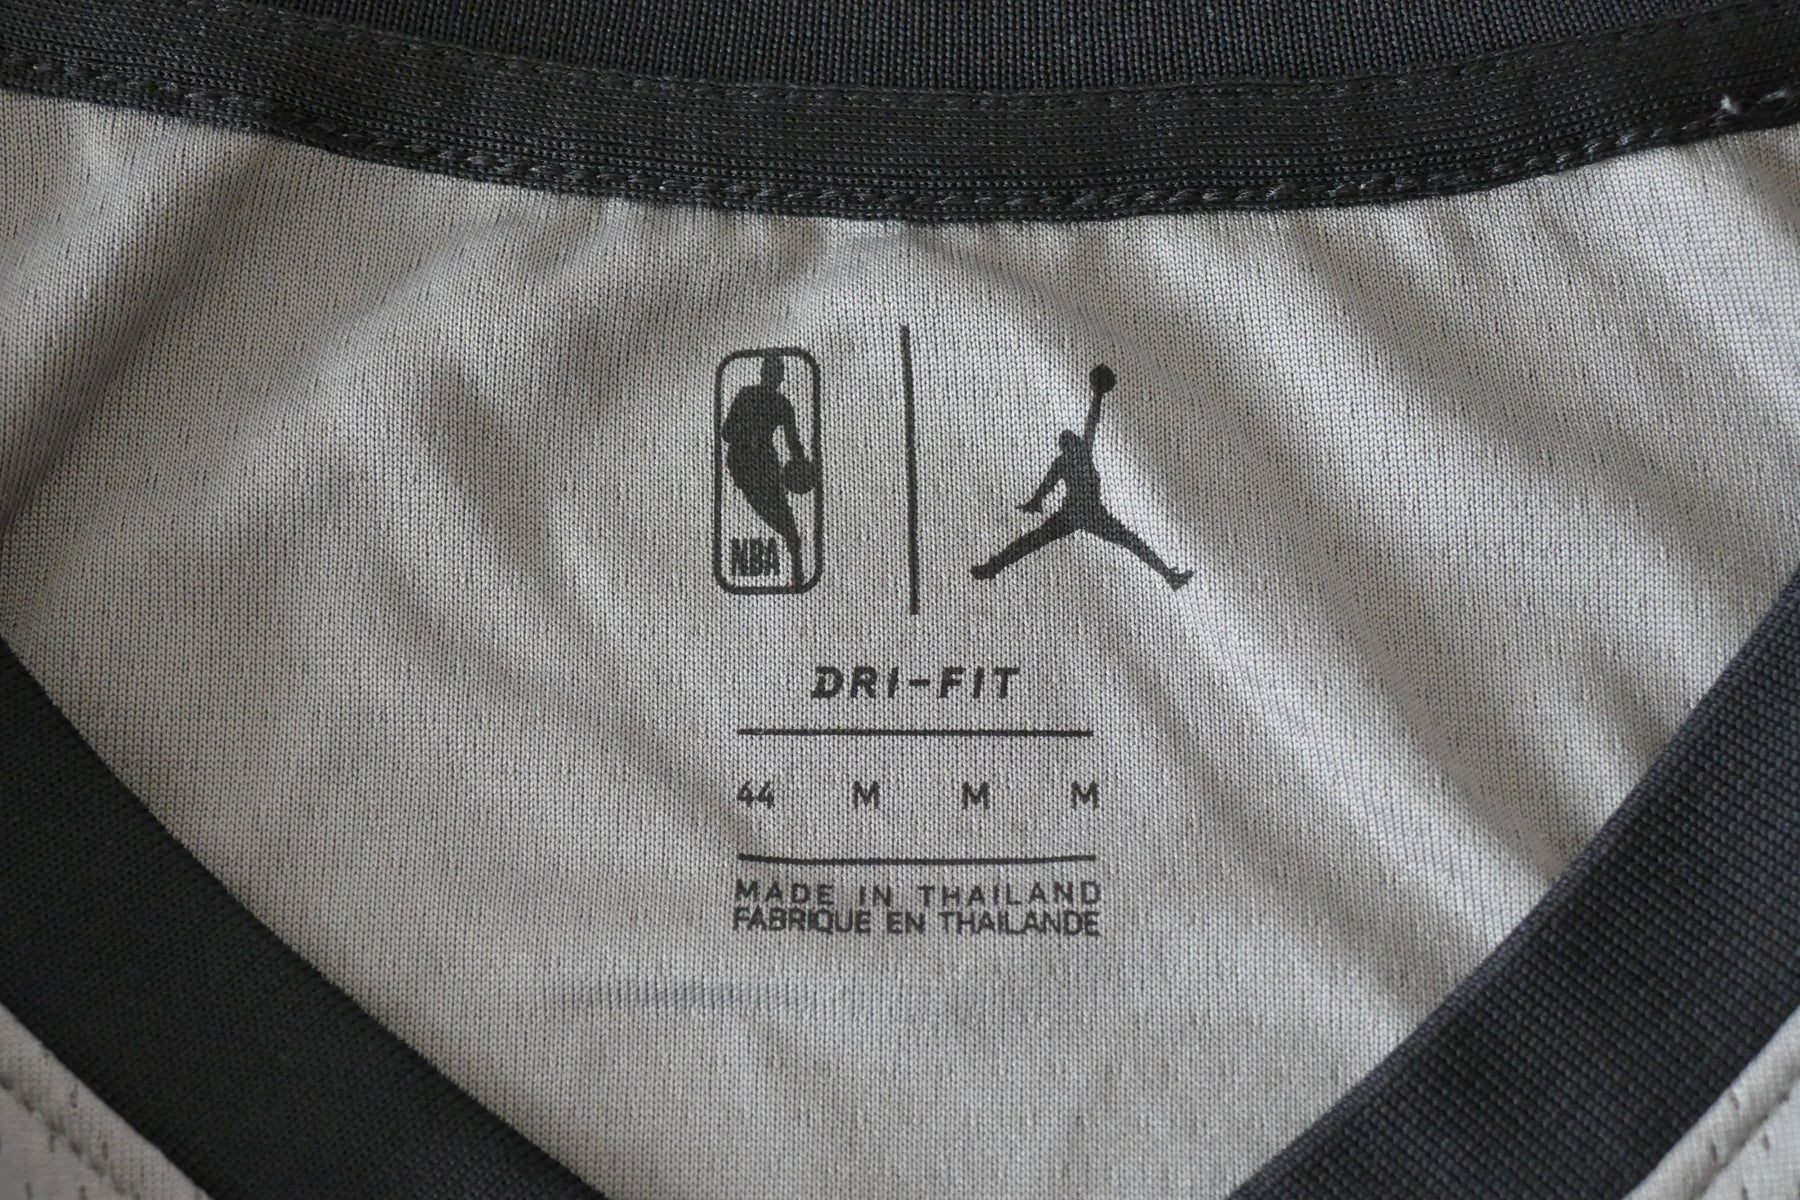 NBA
DRI-FIT
44 M M M
MADE IN THAILAND
FABRIQUE EN THAILANDE